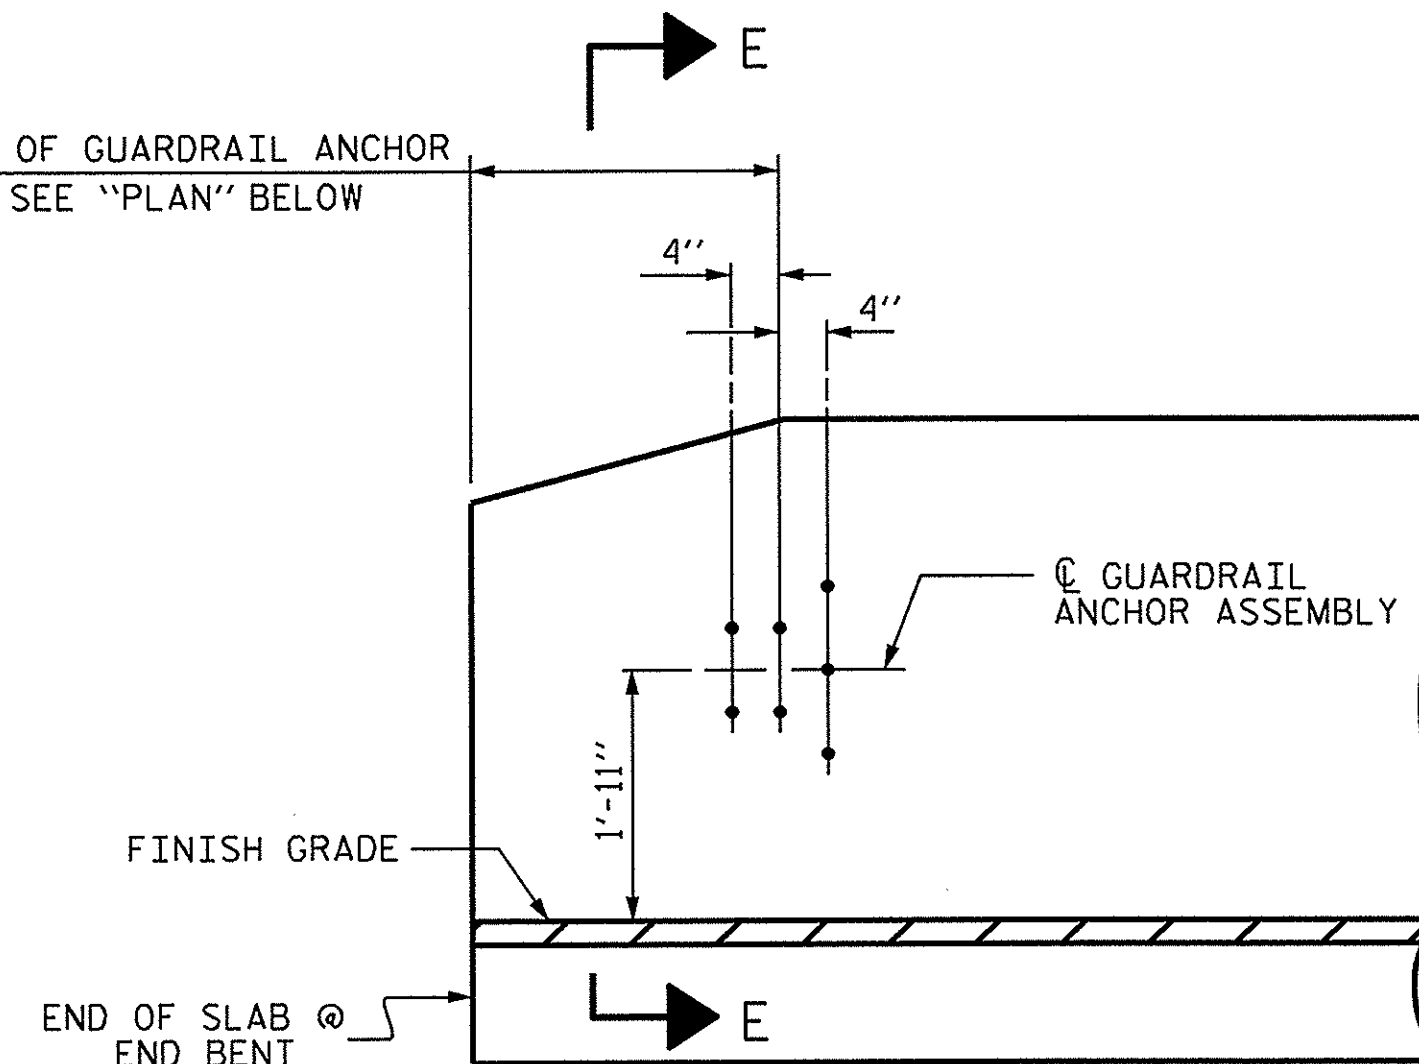 E
OF GUARDRAIL ANCHOR
SEE "PLAN" BELOW
4"
4"
℄ GUARDRAIL
ANCHOR ASSEMBLY
1'-11"
FINISH GRADE
END OF SLAB @
END BENT
E